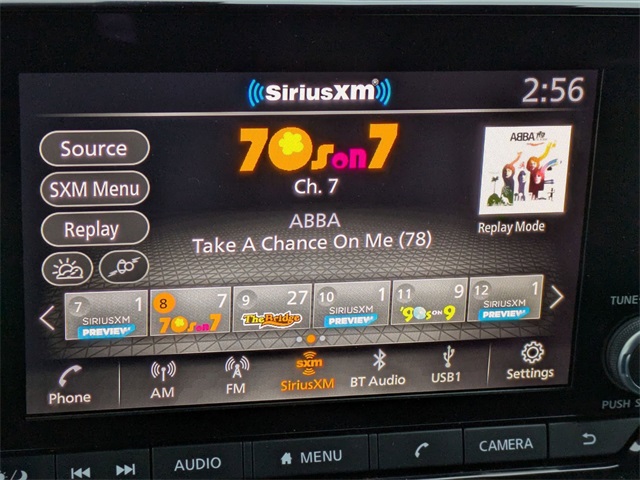 SiriusXM®
2:56
Source
70s on 7
ABBA
SXM Menu
Ch. 7
Replay
ABBA
Replay Mode
Take A Chance On Me (78)
7 1
SIRIUSXM
PREVIEW
8 7
70s on 7
9 27
The Bridge
10 1
SIRIUSXM
PREVIEW
11 9
'90s ON 9
12 1
SIRIUSXM
PREVIEW
Phone
AM
FM
sxm
SiriusXM
BT Audio
USB1
Settings
TUNE
PUSH S
AUDIO
MENU
CAMERA